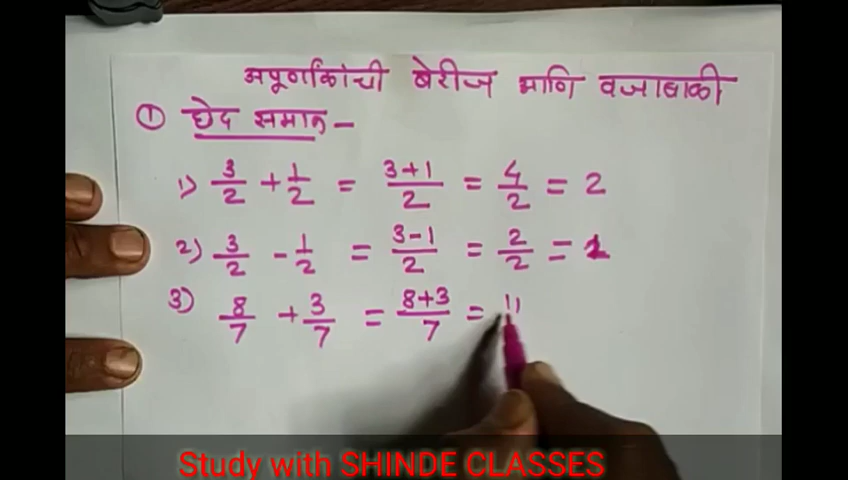 अपूर्णांकांची बेरीज आणि वजाबाकी
① छेद समान -
1) 3/2 + 1/2 = 3+1/2 = 4/2 = 2
2) 3/2 - 1/2 = 3-1/2 = 2/2 = 1
3) 8/7 + 3/7 = 8+3/7 = 11
Study with SHINDE CLASSES